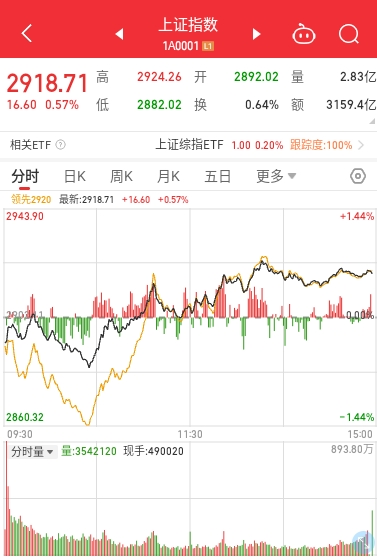 上证指数
1A0001 L1
2918.71 高 2924.26 开 2892.02 量 2.83亿
16.60 0.57% 低 2882.02 换 0.64% 额 3159.4亿
相关ETF ? 上证综指ETF 1.00 0.20% 跟踪度:100%
分时 日K 周K 月K 五日 更多
领先2920 最新:2918.71 +16.60 +0.57%
2943.90 +1.44%
0.00%
2860.32 -1.44%
09:30 11:30 15:00
分时量 量:3542120 现手:490020 893.80万